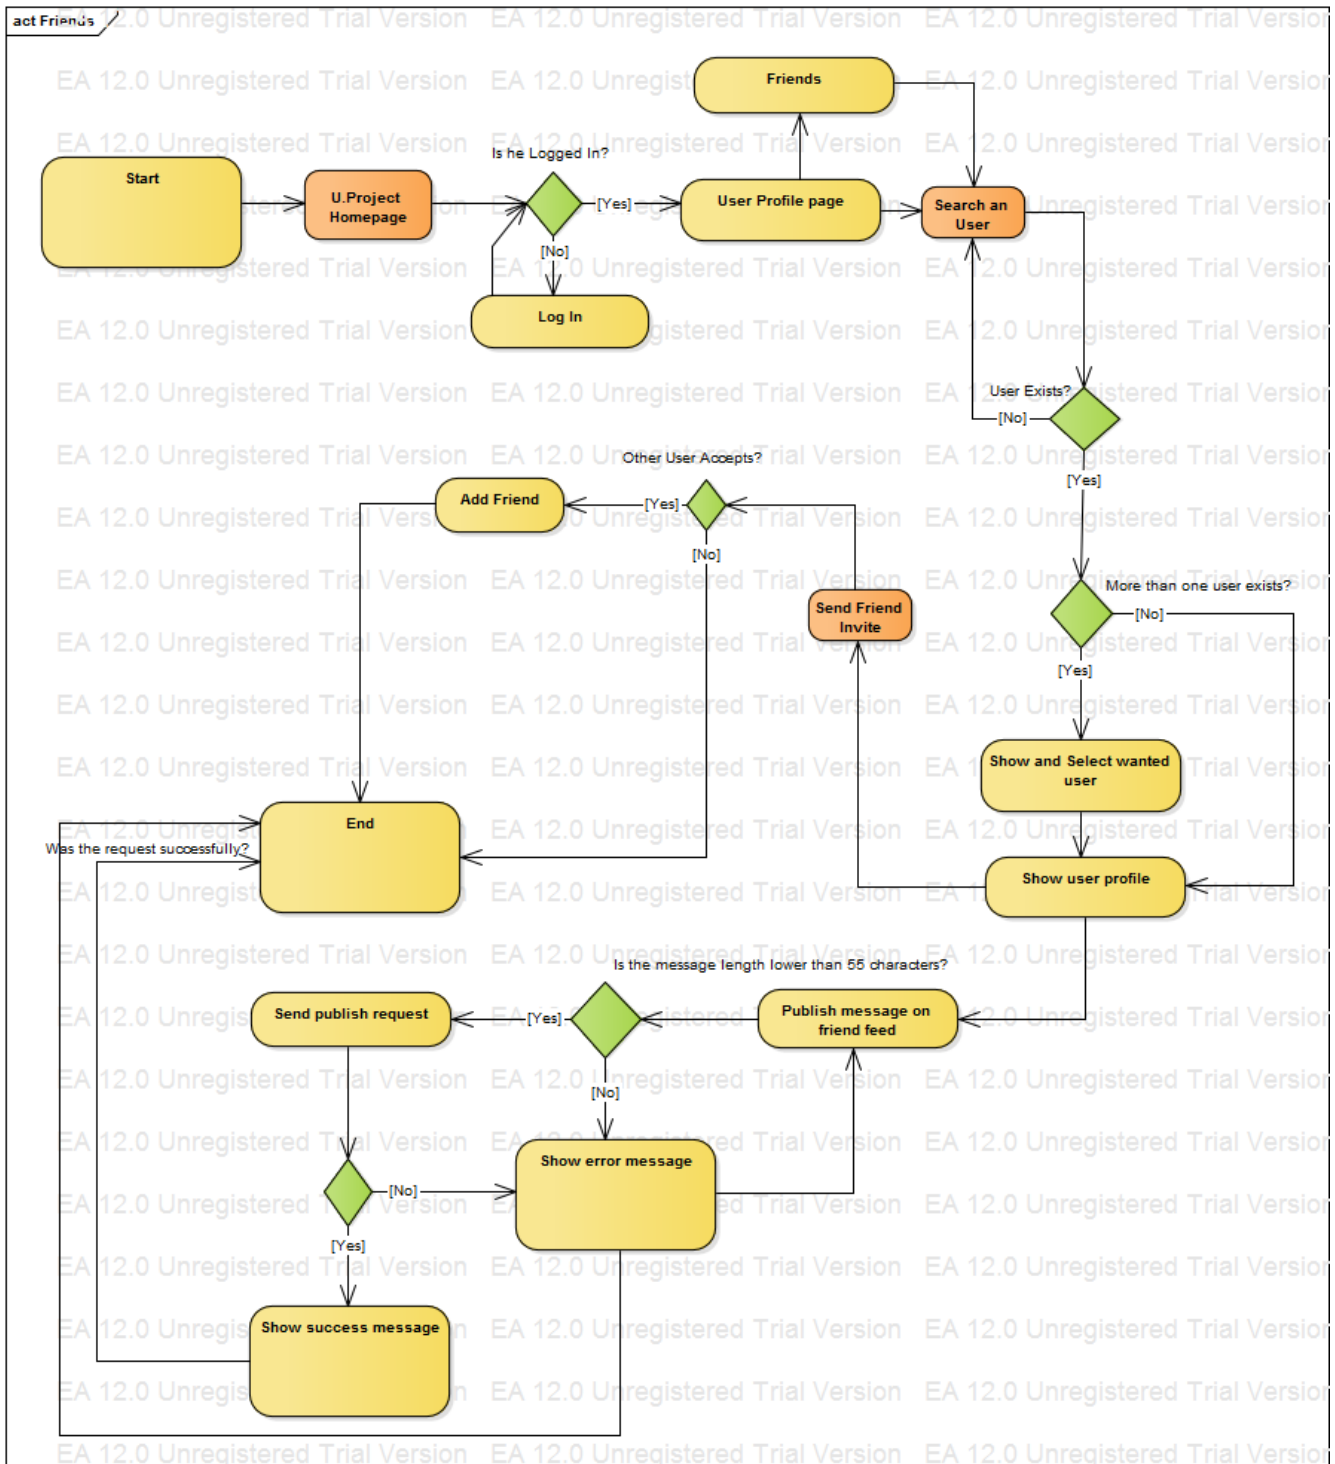 act Friends
EA 12.0 Unregistered Trial Version
Friends
Is he Logged In?
Start
U.Project
Homepage
[Yes]
User Profile page
Search an
User
[No]
Log In
User Exists?
[No]
[Yes]
Other User Accepts?
Add Friend
[Yes]
[No]
More than one user exists?
[No]
Send Friend
Invite
[Yes]
Show and Select wanted
user
End
Was the request successfully?
Show user profile
Is the message length lower than 55 characters?
Send publish request
[Yes]
Publish message on
friend feed
[No]
Show error message
[No]
[Yes]
Show success message